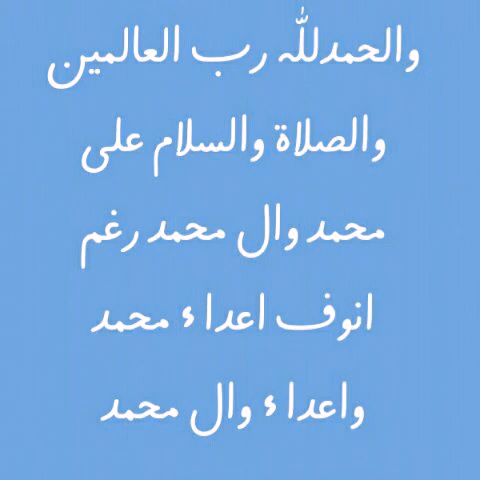 والحمدلله رب العالمين
والصلاة والسلام على
محمد وال محمد رغم
انوف اعداء محمد
واعداء وال محمد